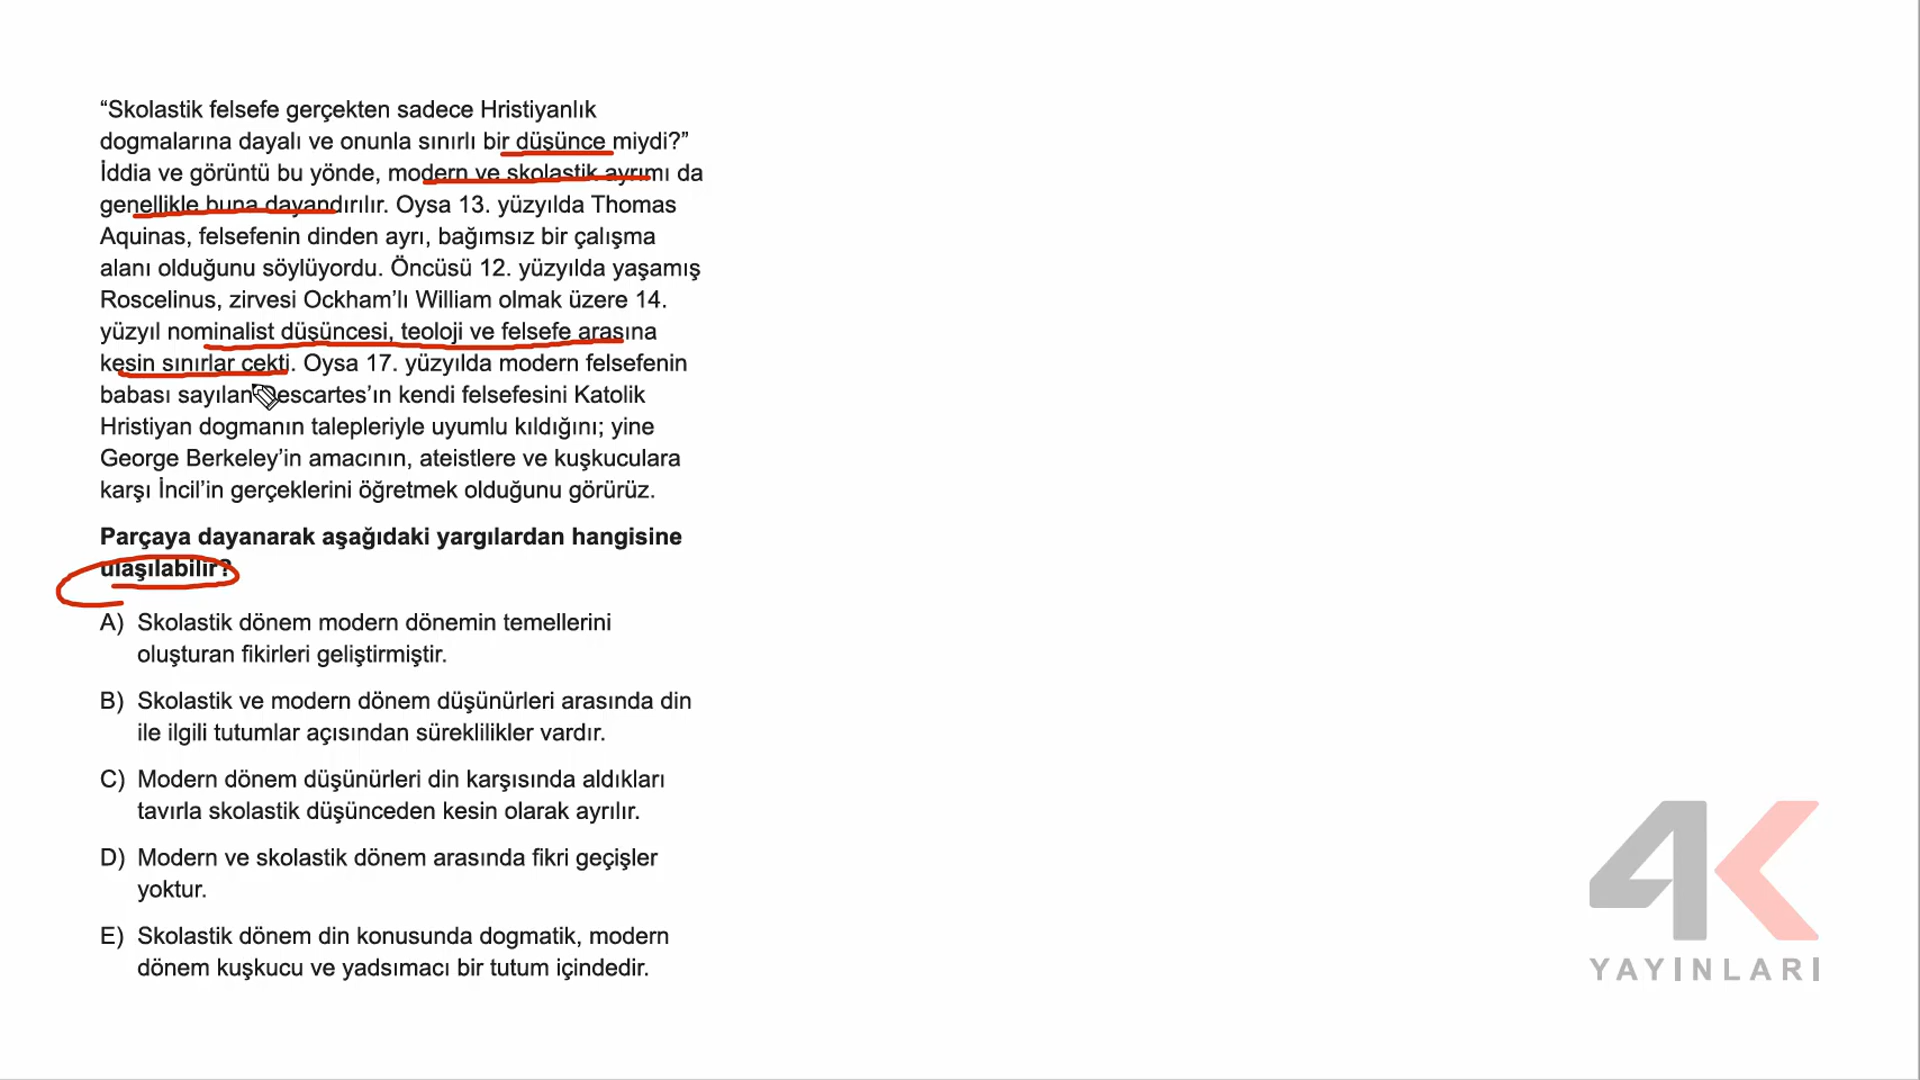 “Skolastik felsefe gerçekten sadece Hristiyanlık
dogmalarına dayalı ve onunla sınırlı bir düşünce miydi?”
İddia ve görüntü bu yönde, modern ve skolastik ayrımı da
genellikle buna dayandırılır. Oysa 13. yüzyılda Thomas
Aquinas, felsefenin dinden ayrı, bağımsız bir çalışma
alanı olduğunu söylüyordu. Öncüsü 12. yüzyılda yaşamış
Roscelinus, zirvesi Ockham’lı William olmak üzere 14.
yüzyıl nominalist düşüncesi, teoloji ve felsefe arasına
kesin sınırlar çekti. Oysa 17. yüzyılda modern felsefenin
babası sayılan Descartes’ın kendi felsefesini Katolik
Hristiyan dogmanın talepleriyle uyumlu kıldığını; yine
George Berkeley’in amacının, ateistlere ve kuşkuculara
karşı İncil’in gerçeklerini öğretmek olduğunu görürüz.
Parçaya dayanarak aşağıdaki yargılardan hangisine
ulaşılabilir?
A) Skolastik dönem modern dönemin temellerini
oluşturan fikirleri geliştirmiştir.
B) Skolastik ve modern dönem düşünürleri arasında din
ile ilgili tutumlar açısından süreklilikler vardır.
C) Modern dönem düşünürleri din karşısında aldıkları
tavırla skolastik düşünceden kesin olarak ayrılır.
D) Modern ve skolastik dönem arasında fikri geçişler
yoktur.
E) Skolastik dönem din konusunda dogmatik, modern
dönem kuşkucu ve yadsımacı bir tutum içindedir.
4K
YAYINLARI